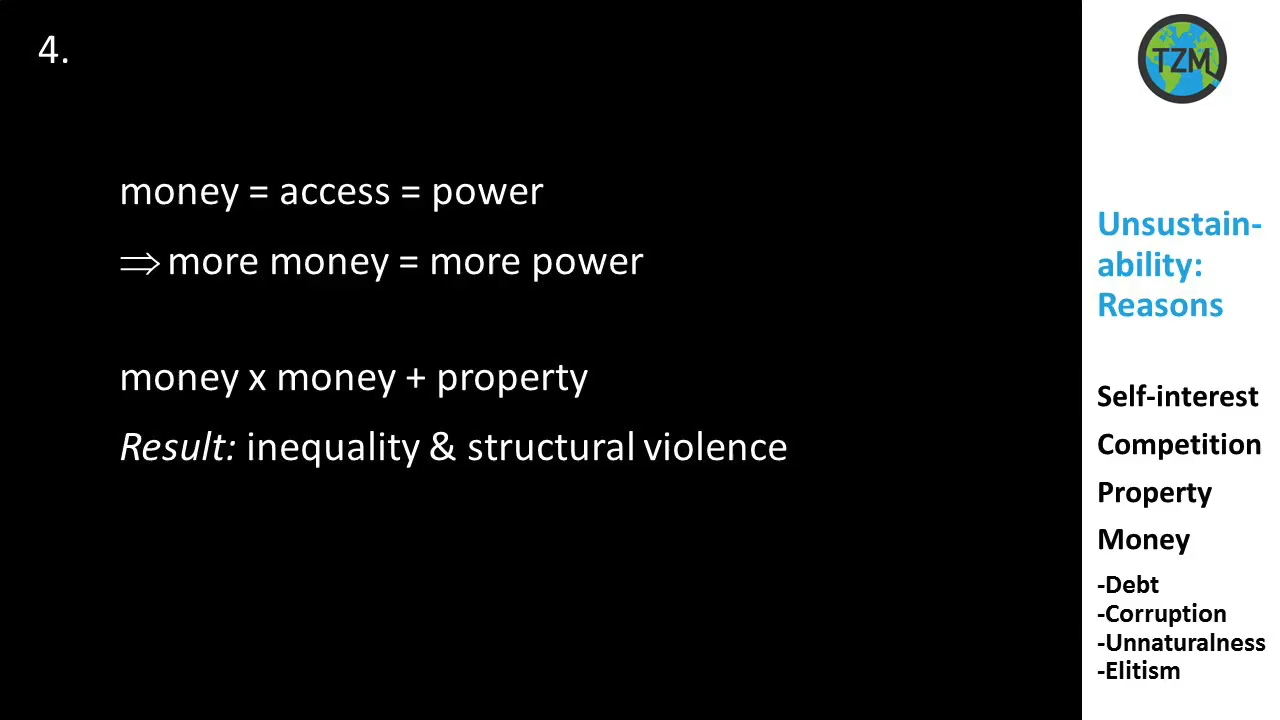 4.
money = access = power
⇒ more money = more power
money x money + property
Result: inequality & structural violence
TZM
Unsustain-
ability:
Reasons
Self-interest
Competition
Property
Money
-Debt
-Corruption
-Unnaturalness
-Elitism